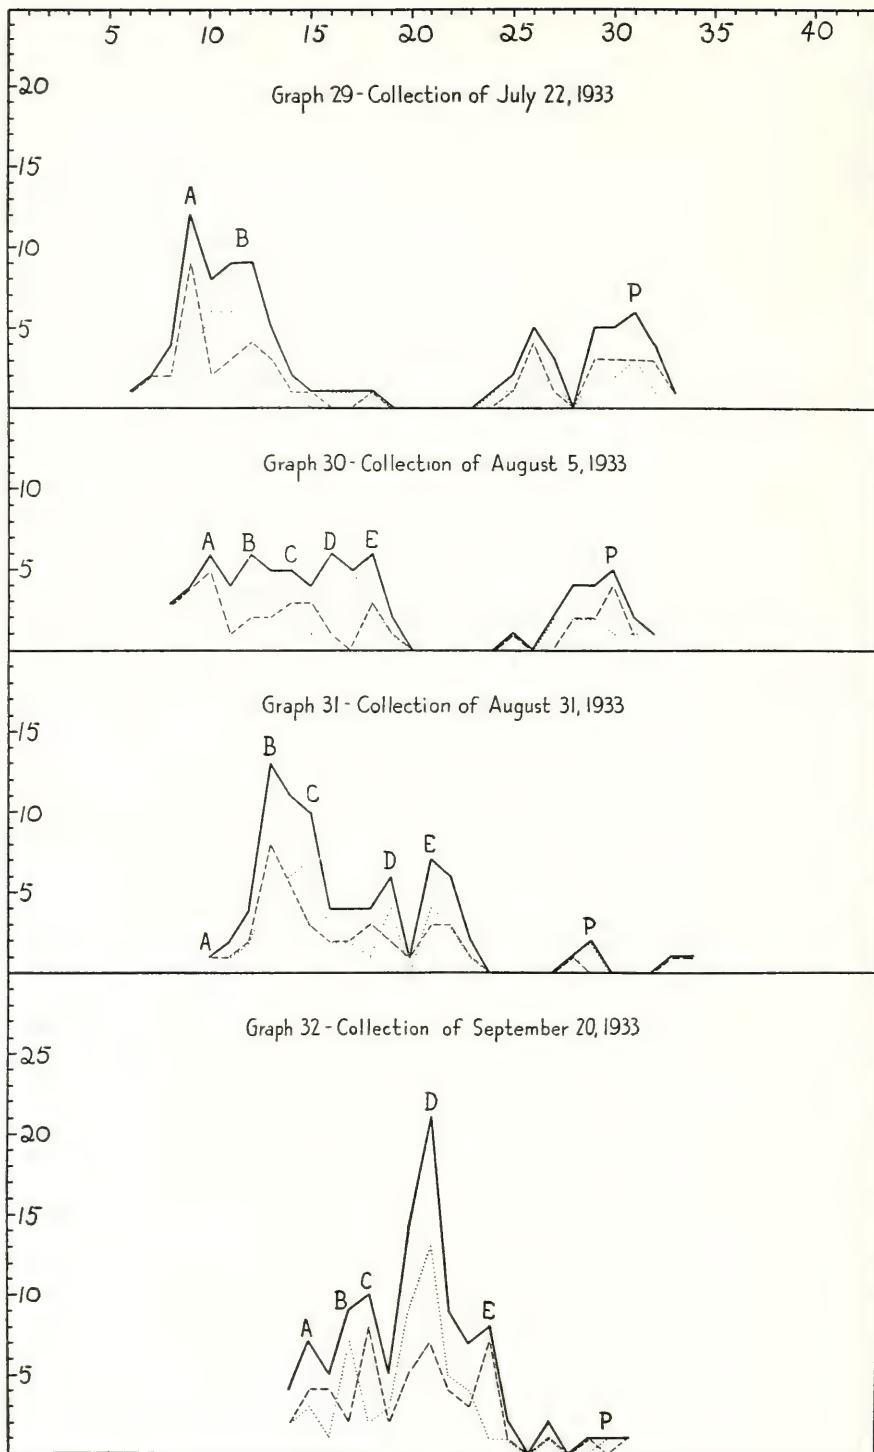 5 10 15 20 25 30 35 40
Graph 29-Collection of July 22, 1933
20
15
10
5
A
B
P
Graph 30-Collection of August 5, 1933
10
5
A B C D E P
Graph 31-Collection of August 31, 1933
15
10
5
A
B
C
D
E
P
Graph 32-Collection of September 20, 1933
25
20
15
10
5
A
B
C
D
E
P